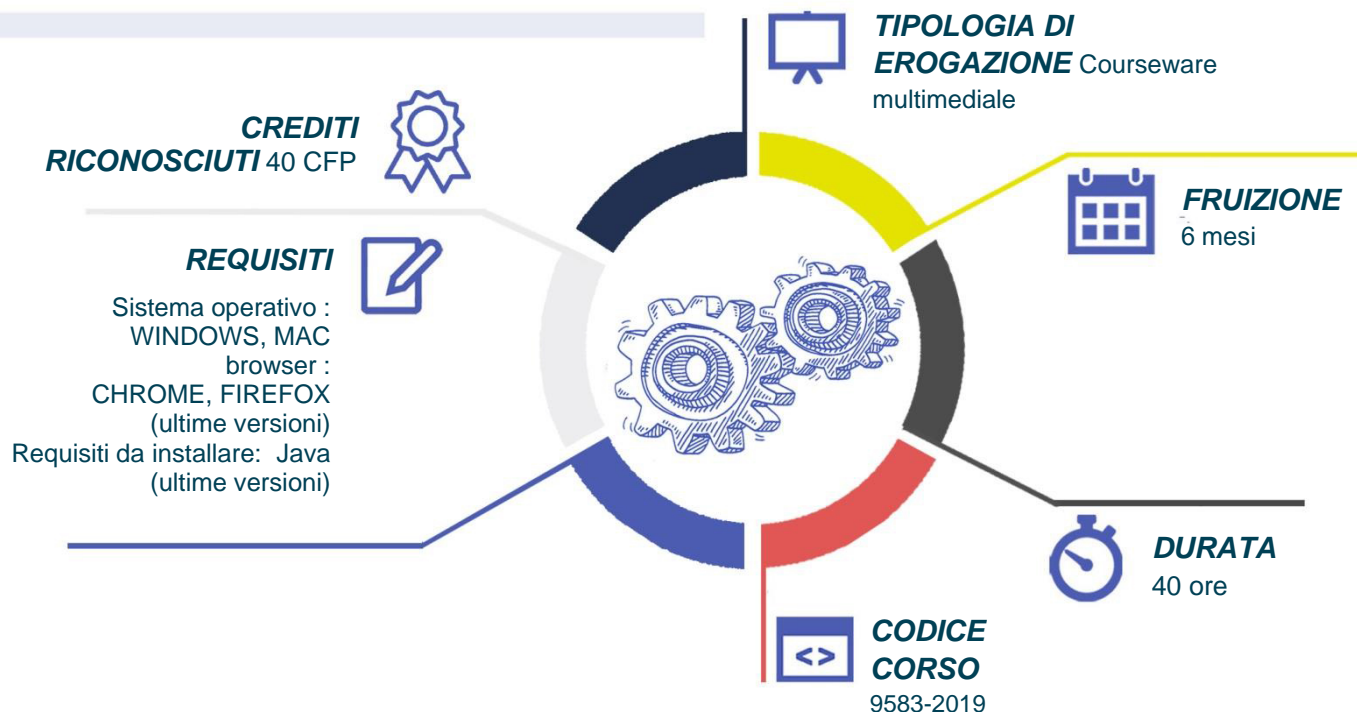 TIPOLOGIA DI
EROGAZIONE Courseware
multimediale
CREDITI
RICONOSCIUTI 40 CFP
FRUIZIONE
6 mesi
REQUISITI
Sistema operativo :
WINDOWS, MAC
browser :
CHROME, FIREFOX
(ultime versioni)
Requisiti da installare: Java
(ultime versioni)
DURATA
40 ore
<>
CODICE
CORSO
9583-2019